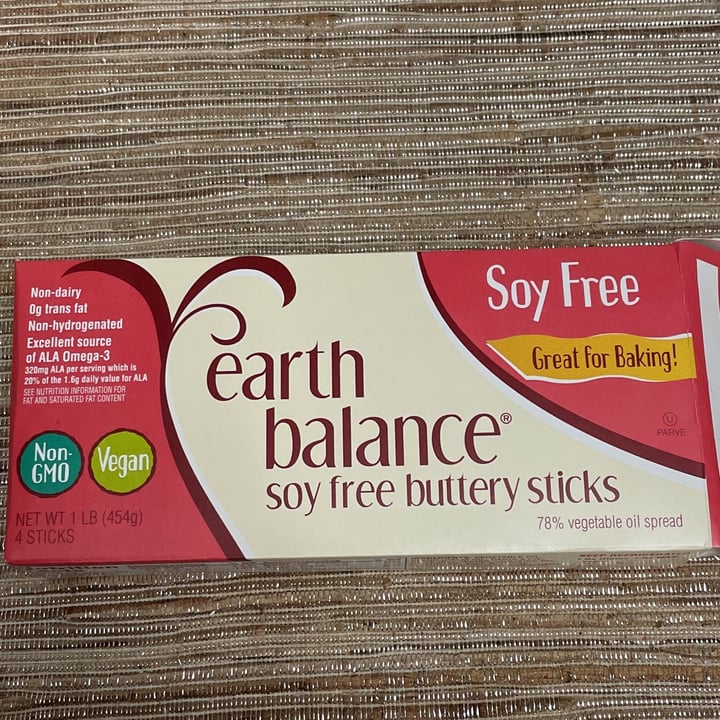 Non-dairy
0g trans fat
Non-hydrogenated
Excellent source
of ALA Omega-3
320mg ALA per serving which is
20% of the 1.6g daily value for ALA
SEE NUTRITION INFORMATION FOR
FAT AND SATURATED FAT CONTENT
Non-
GMO
Vegan
NET WT 1 LB (454g)
4 STICKS
earth
balance®
soy free buttery sticks
78% vegetable oil spread
Soy Free
Great for Baking!
U
PARVE